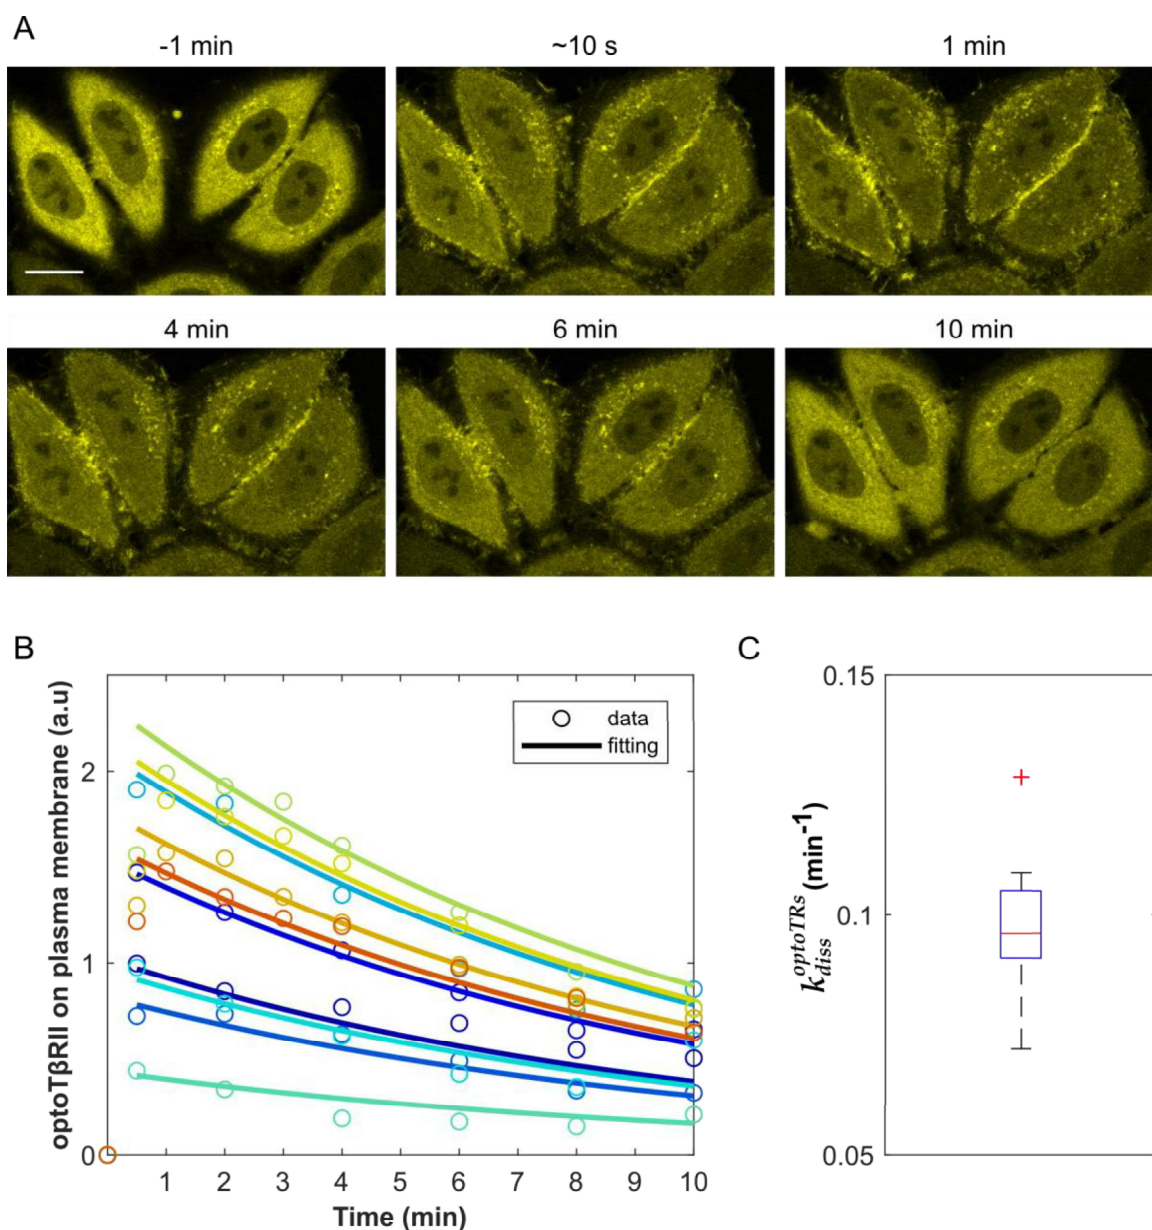 A
-1 min
~10 s
1 min
4 min
6 min
10 min
B
optoTβRII on plasma membrane (a.u)
2
1
0
data
fitting
1 2 3 4 5 6 7 8 9 10
Time (min)
C
k_diss^optoTRs (min⁻¹)
0.15
0.1
0.05